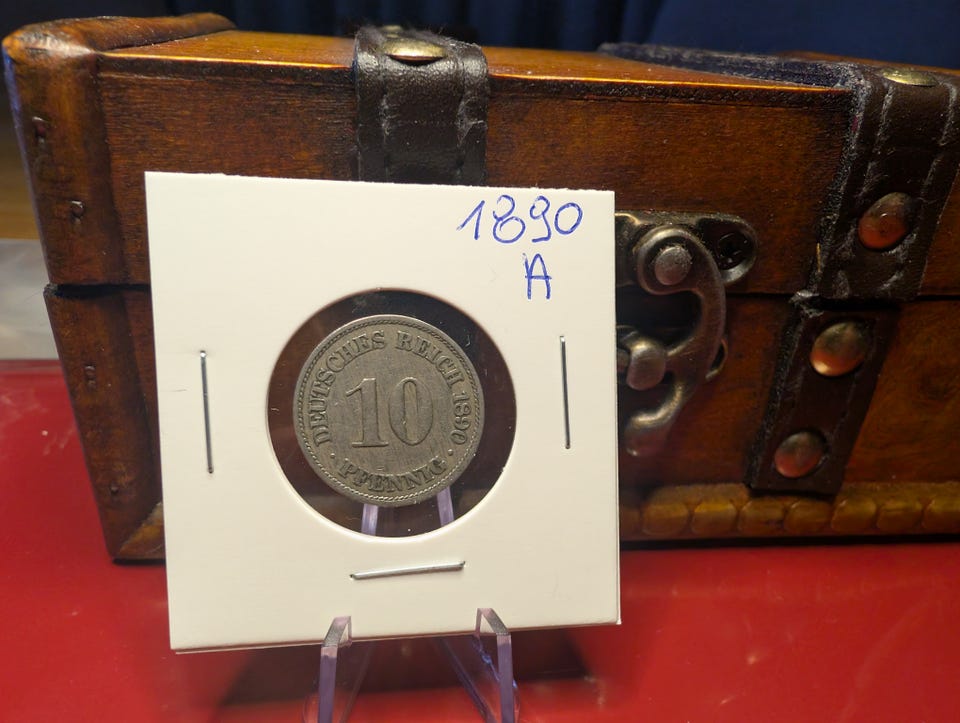 1890
A
DEUTSCHES REICH · 1890
10
· PFENNIG ·